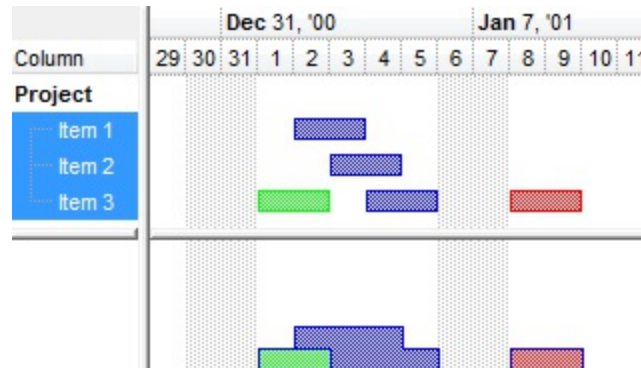 Dec 31, '00 Jan 7, '01
Column 29 30 31 1 2 3 4 5 6 7 8 9 10 11
Project
Item 1
Item 2
Item 3